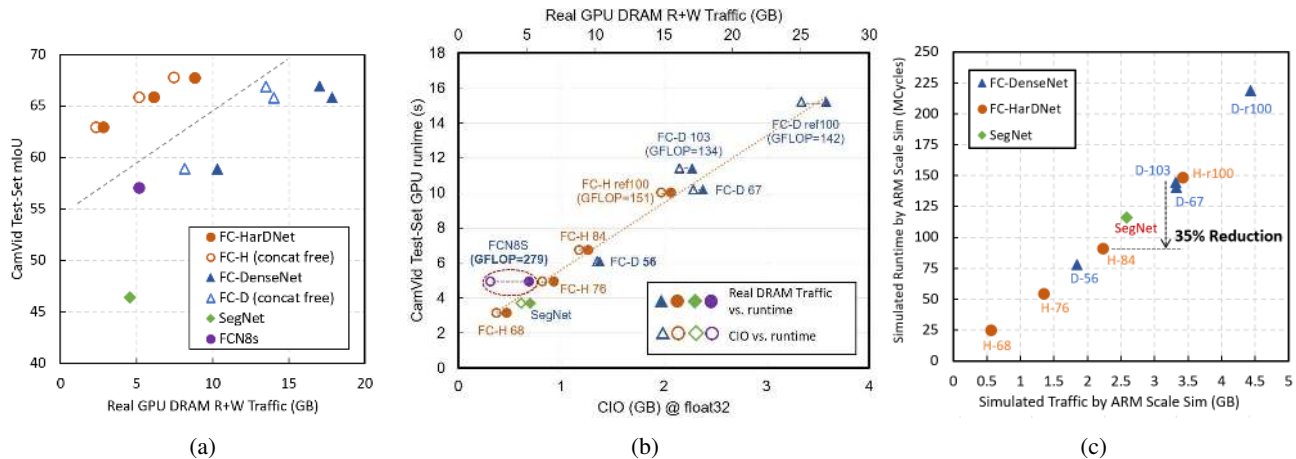 70
65
60
55
50
45
40
0
5
10
15
20
CamVid Test-Set mIoU
Real GPU DRAM R+W Traffic (GB)
FC-HarDNet
FC-H (concat free)
FC-DenseNet
FC-D (concat free)
SegNet
FCN8s
(a)
Real GPU DRAM R+W Traffic (GB)
0
5
10
15
20
25
30
18
16
14
12
10
8
6
4
2
0
CamVid Test-Set GPU runtime (s)
FC-D ref100
(GFLOP=142)
FC-D 103
(GFLOP=134)
FC-D 67
FC-H ref100
(GFLOP=151)
FC-H 84
FCN8S
(GFLOP=279)
FC-D 56
FC-H 76
SegNet
FC-H 68
Real DRAM Traffic
vs. runtime
CIO vs. runtime
0
1
2
3
4
CIO (GB) @ float32
(b)
250
225
200
175
150
125
100
75
50
25
0
Simulated Runtime by ARM Scale Sim (MCycles)
FC-DenseNet
FC-HarDNet
SegNet
D-r100
D-103
H-r100
D-67
SegNet
35% Reduction
H-84
D-56
H-76
H-68
0
0.5
1
1.5
2
2.5
3
3.5
4
4.5
5
Simulated Traffic by ARM Scale Sim (GB)
(c)